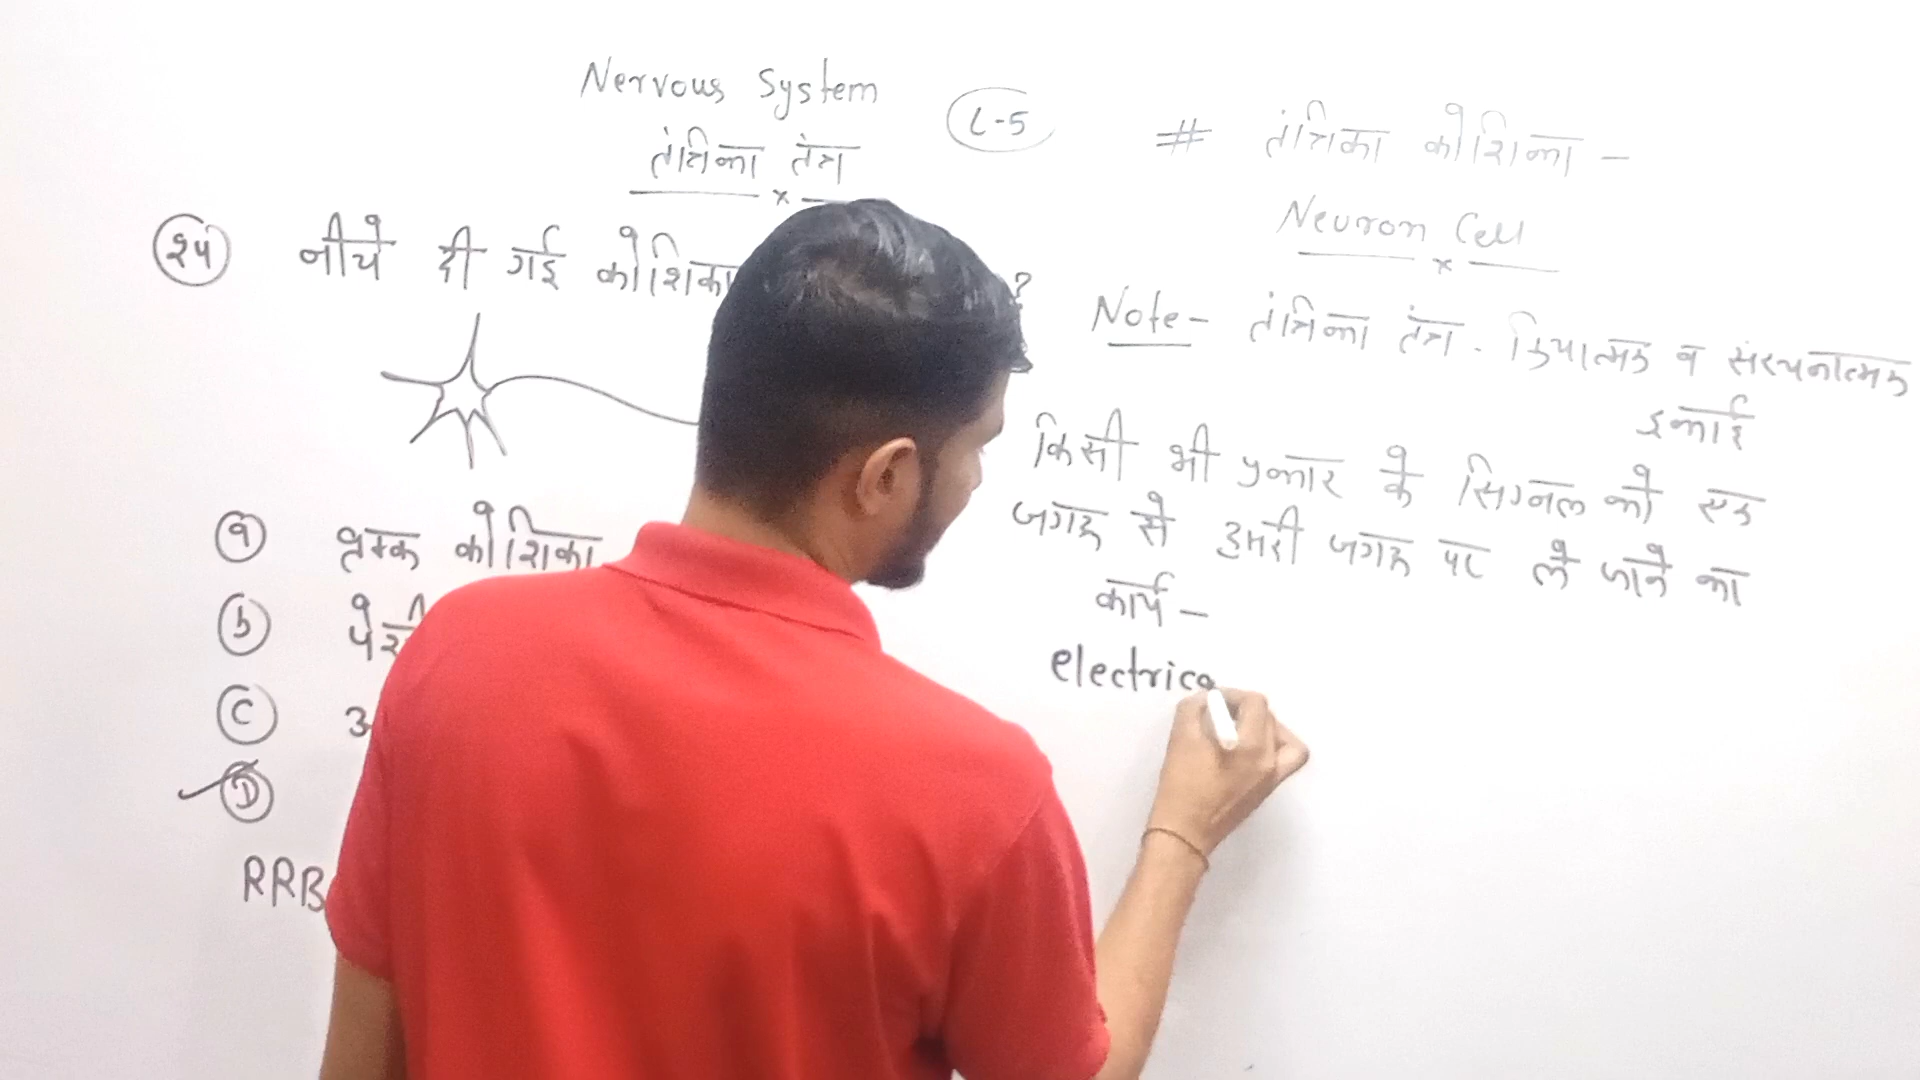 Nervous System
तंत्रिका तंत्र
L-5
२५ नीचे दी गई कोशिका ?
a कोशिका
b
C
D
RRB
# तंत्रिका कोशिका -
Neuron Cell
Note - तंत्रिका तंत्र - क्रियात्मक व संरचनात्मक
इकाई
किसी भी प्रकार के सिग्नल को एक
जगह से दुसरी जगह पर ले जाने का
कार्य -
electrica